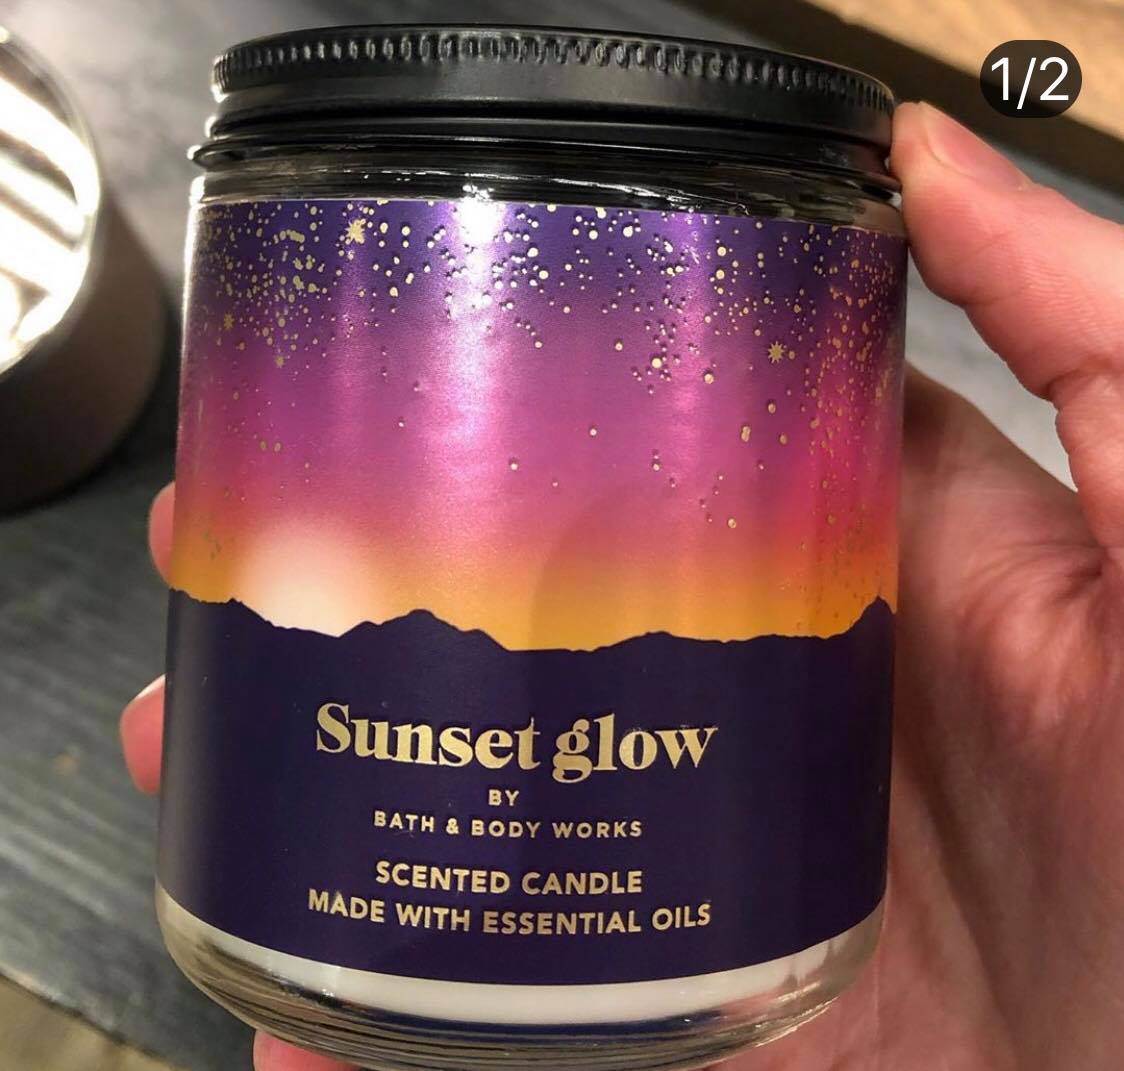 1/2
Sunset glow
BY
BATH & BODY WORKS
SCENTED CANDLE
MADE WITH ESSENTIAL OILS